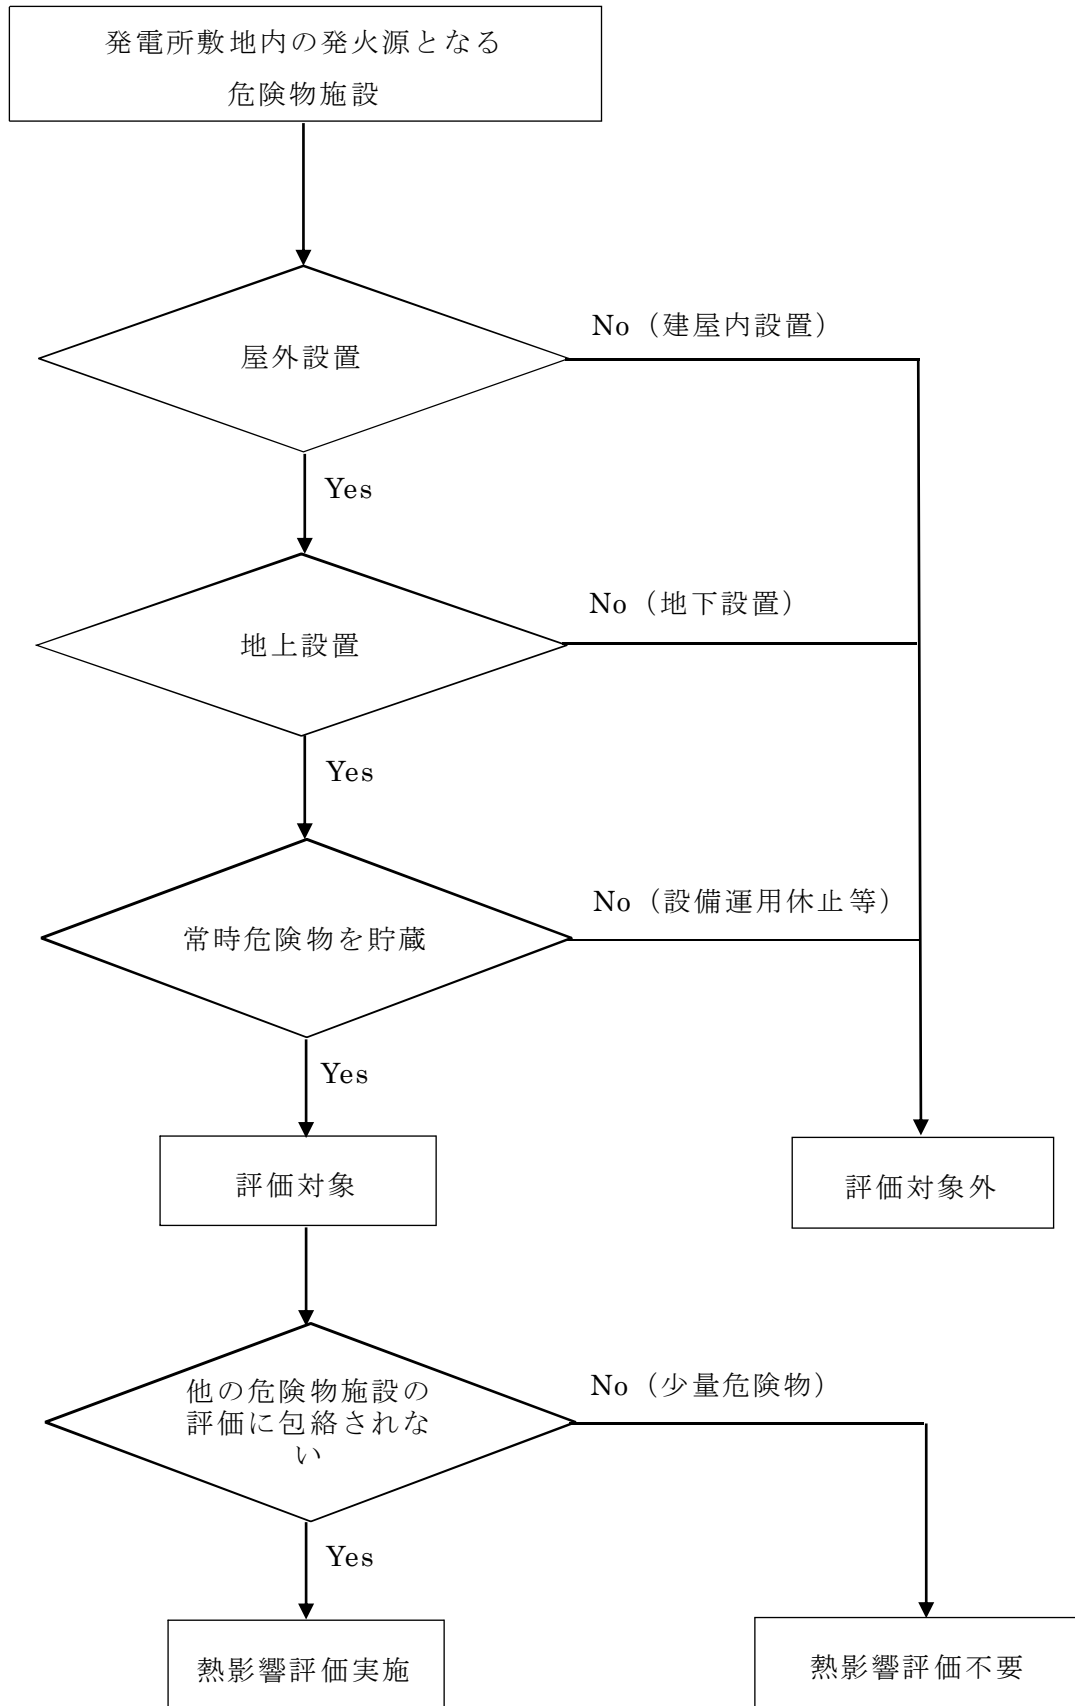 発電所敷地内の発火源となる
危険物施設
屋外設置
No（建屋内設置）
Yes
地上設置
No（地下設置）
Yes
常時危険物を貯蔵
No（設備運用休止等）
Yes
評価対象
評価対象外
他の危険物施設の
評価に包絡されな
い
No（少量危険物）
Yes
熱影響評価実施
熱影響評価不要